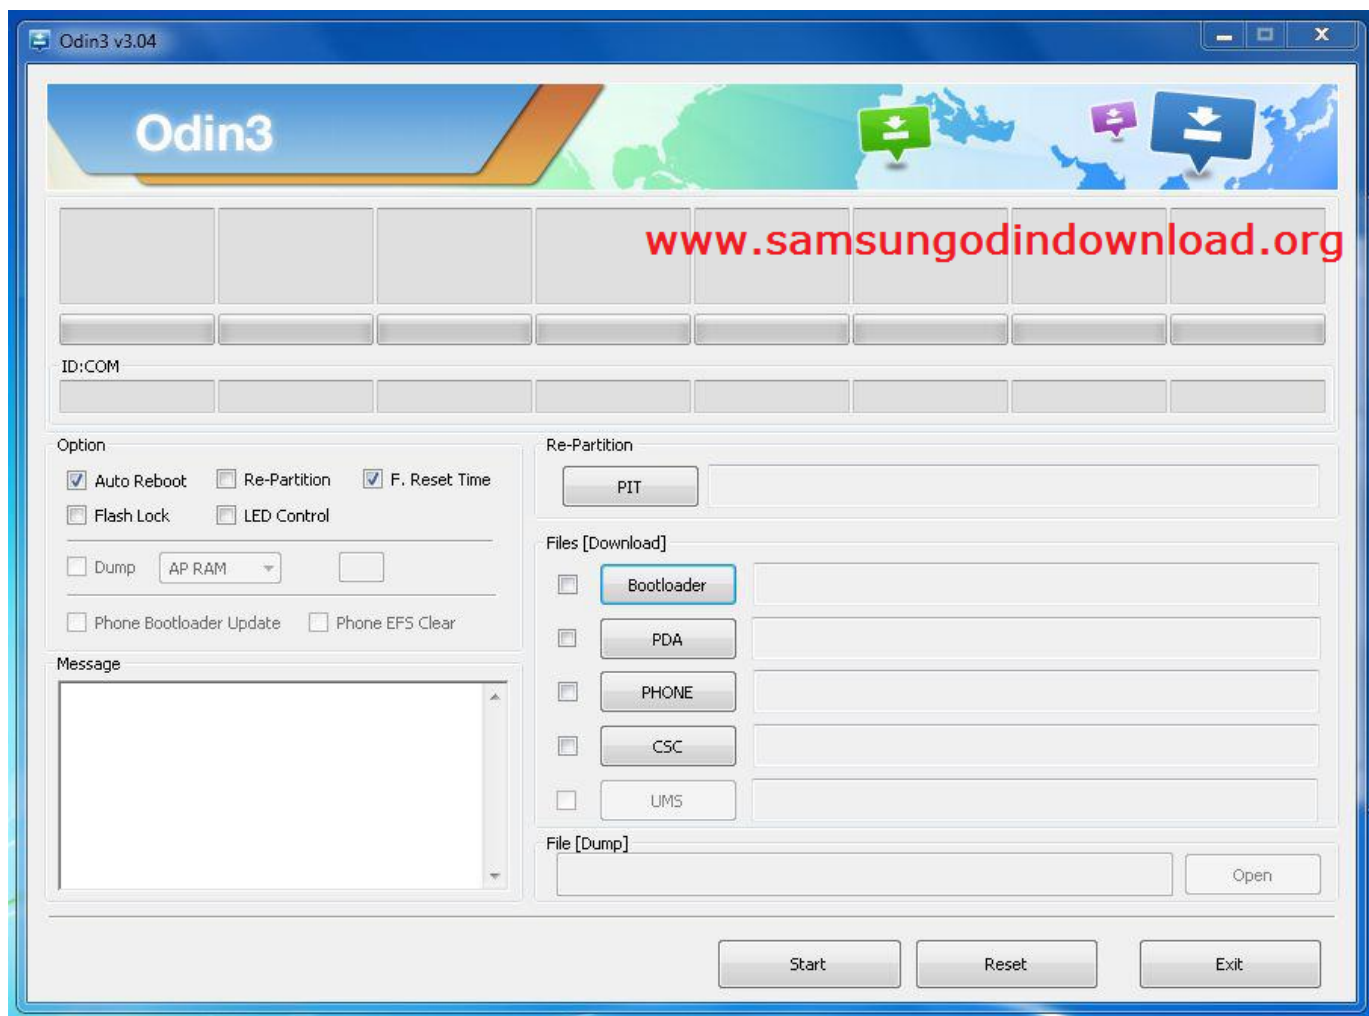 Odin3 v3.04
Odin3
www.samsungodindownload.org
ID:COM
Option
Auto Reboot
Re-Partition
F. Reset Time
Flash Lock
LED Control
Dump
AP RAM
Phone Bootloader Update
Phone EFS Clear
Message
Re-Partition
PIT
Files [Download]
Bootloader
PDA
PHONE
CSC
UMS
File [Dump]
Open
Start
Reset
Exit